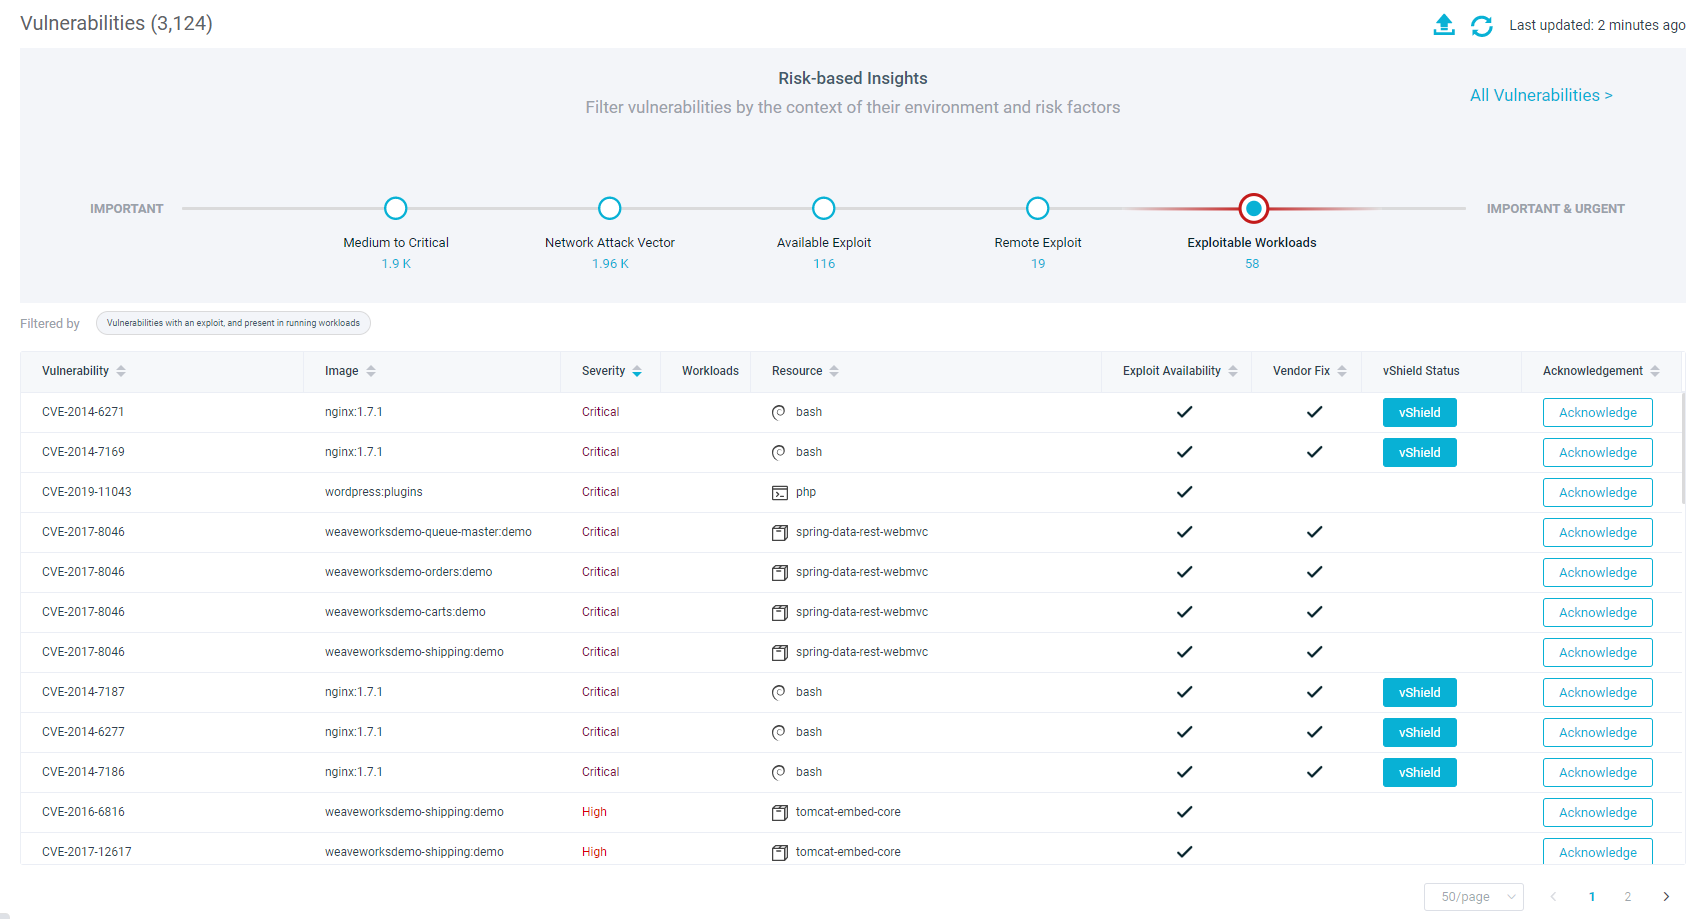 Vulnerabilities (3,124)
Last updated: 2 minutes ago
Risk-based Insights
Filter vulnerabilities by the context of their environment and risk factors
All Vulnerabilities >
IMPORTANT
IMPORTANT & URGENT
Medium to Critical Network Attack Vector Available Exploit Remote Exploit Exploitable Workloads
1.9 K 1.96 K 116 19 58
Filtered by Vulnerabilities with an exploit, and present in running workloads
Vulnerability Image Severity Workloads Resource Exploit Availability Vendor Fix vShield Status Acknowledgement
CVE-2014-6271 nginx:1.7.1 Critical bash vShield Acknowledge
CVE-2014-7169 nginx:1.7.1 Critical bash vShield Acknowledge
CVE-2019-11043 wordpress:plugins Critical php Acknowledge
CVE-2017-8046 weaveworksdemo-queue-master:demo Critical spring-data-rest-webmvc Acknowledge
CVE-2017-8046 weaveworksdemo-orders:demo Critical spring-data-rest-webmvc Acknowledge
CVE-2017-8046 weaveworksdemo-carts:demo Critical spring-data-rest-webmvc Acknowledge
CVE-2017-8046 weaveworksdemo-shipping:demo Critical spring-data-rest-webmvc Acknowledge
CVE-2014-7187 nginx:1.7.1 Critical bash vShield Acknowledge
CVE-2014-6277 nginx:1.7.1 Critical bash vShield Acknowledge
CVE-2014-7186 nginx:1.7.1 Critical bash vShield Acknowledge
CVE-2016-6816 weaveworksdemo-shipping:demo High tomcat-embed-core Acknowledge
CVE-2017-12617 weaveworksdemo-shipping:demo High tomcat-embed-core Acknowledge
50/page < 1 2 >